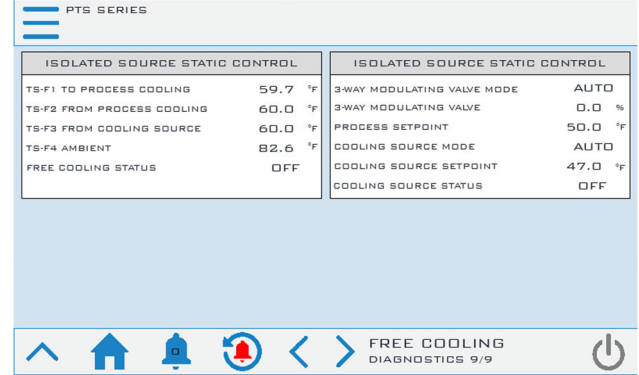 PTS SERIES
ISOLATED SOURCE STATIC CONTROL
TS-F1 TO PROCESS COOLING 59.7 °F
TS-F2 FROM PROCESS COOLING 60.0 °F
TS-F3 FROM COOLING SOURCE 60.0 °F
TS-F4 AMBIENT 82.6 °F
FREE COOLING STATUS OFF
ISOLATED SOURCE STATIC CONTROL
3-WAY MODULATING VALVE MODE AUTO
3-WAY MODULATING VALVE 0.0 %
PROCESS SETPOINT 50.0 °F
COOLING SOURCE MODE AUTO
COOLING SOURCE SETPOINT 47.0 °F
COOLING SOURCE STATUS OFF
0
FREE COOLING
DIAGNOSTICS 9/9